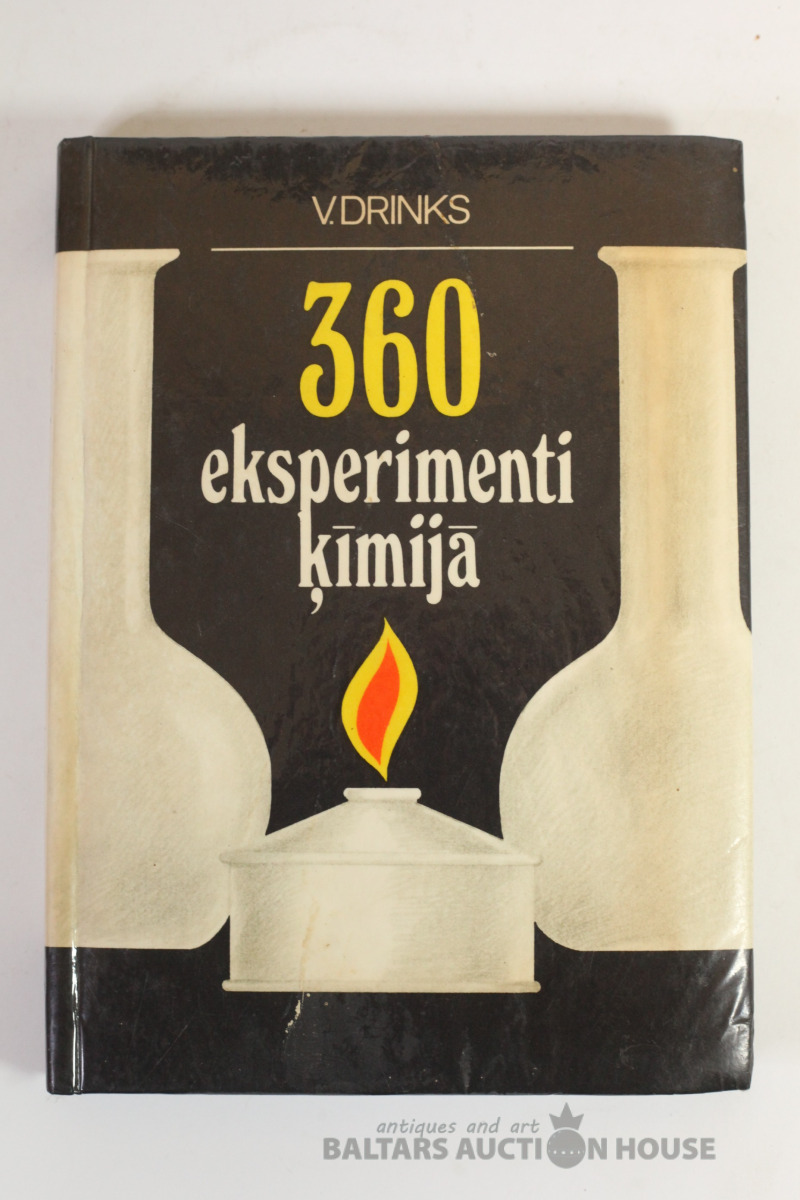 V. DRINKS
360
eksperimenti
ķīmijā
antiques and art
BALTARS AUCTION HOUSE